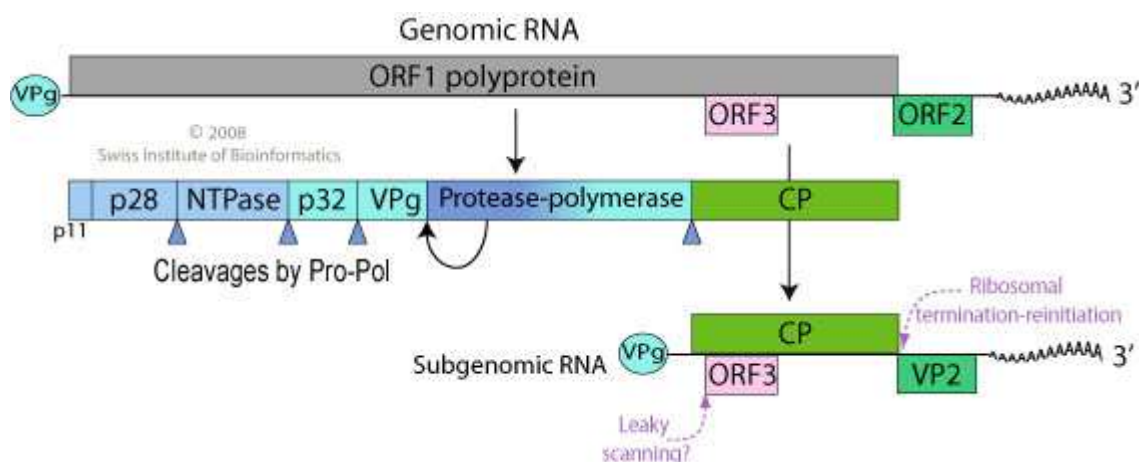 Genomic RNA
VPg
ORF1 polyprotein
3'
ORF3
ORF2
© 2008
Swiss Institute of Bioinformatics
p28
NTPase
p32
VPg
Protease-polymerase
CP
p11
Cleavages by Pro-Pol
Ribosomal
termination-reinitiation
CP
Subgenomic RNA
VPg
3'
ORF3
VP2
Leaky
scanning?